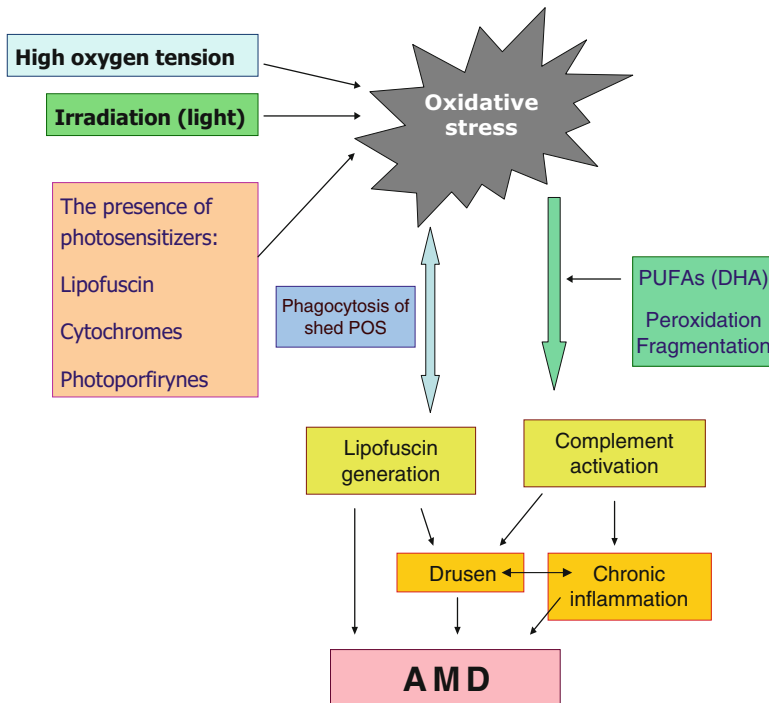 High oxygen tension
Oxidative
stress
Irradiation (light)
The presence of
photosensitizers:
Lipofuscin
Cytochromes
Photoporfirynes
Phagocytosis of
shed POS
PUFAs (DHA)
Peroxidation
Fragmentation
Lipofuscin
generation
Complement
activation
Drusen
Chronic
inflammation
AMD